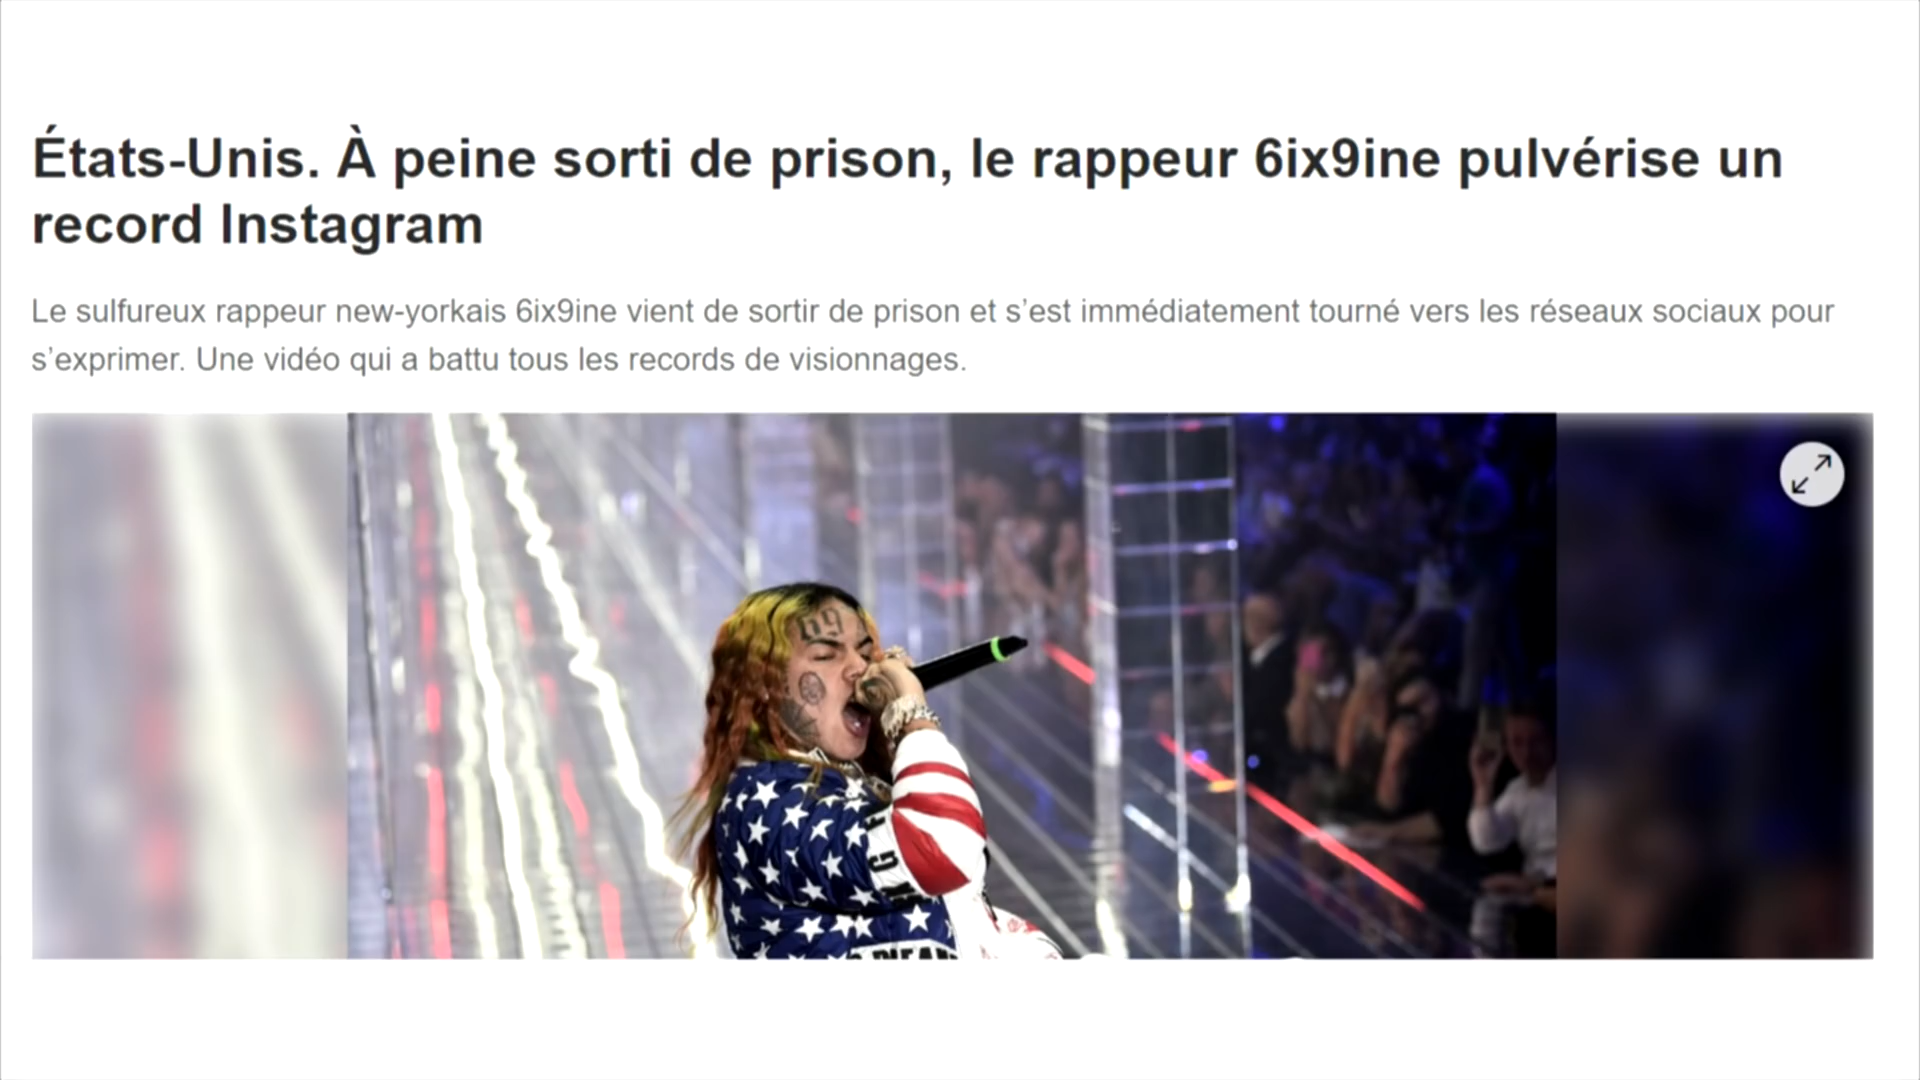 États-Unis. À peine sorti de prison, le rappeur 6ix9ine pulvérise un
record Instagram
Le sulfureux rappeur new-yorkais 6ix9ine vient de sortir de prison et s’est immédiatement tourné vers les réseaux sociaux pour
s’exprimer. Une vidéo qui a battu tous les records de visionnages.
69